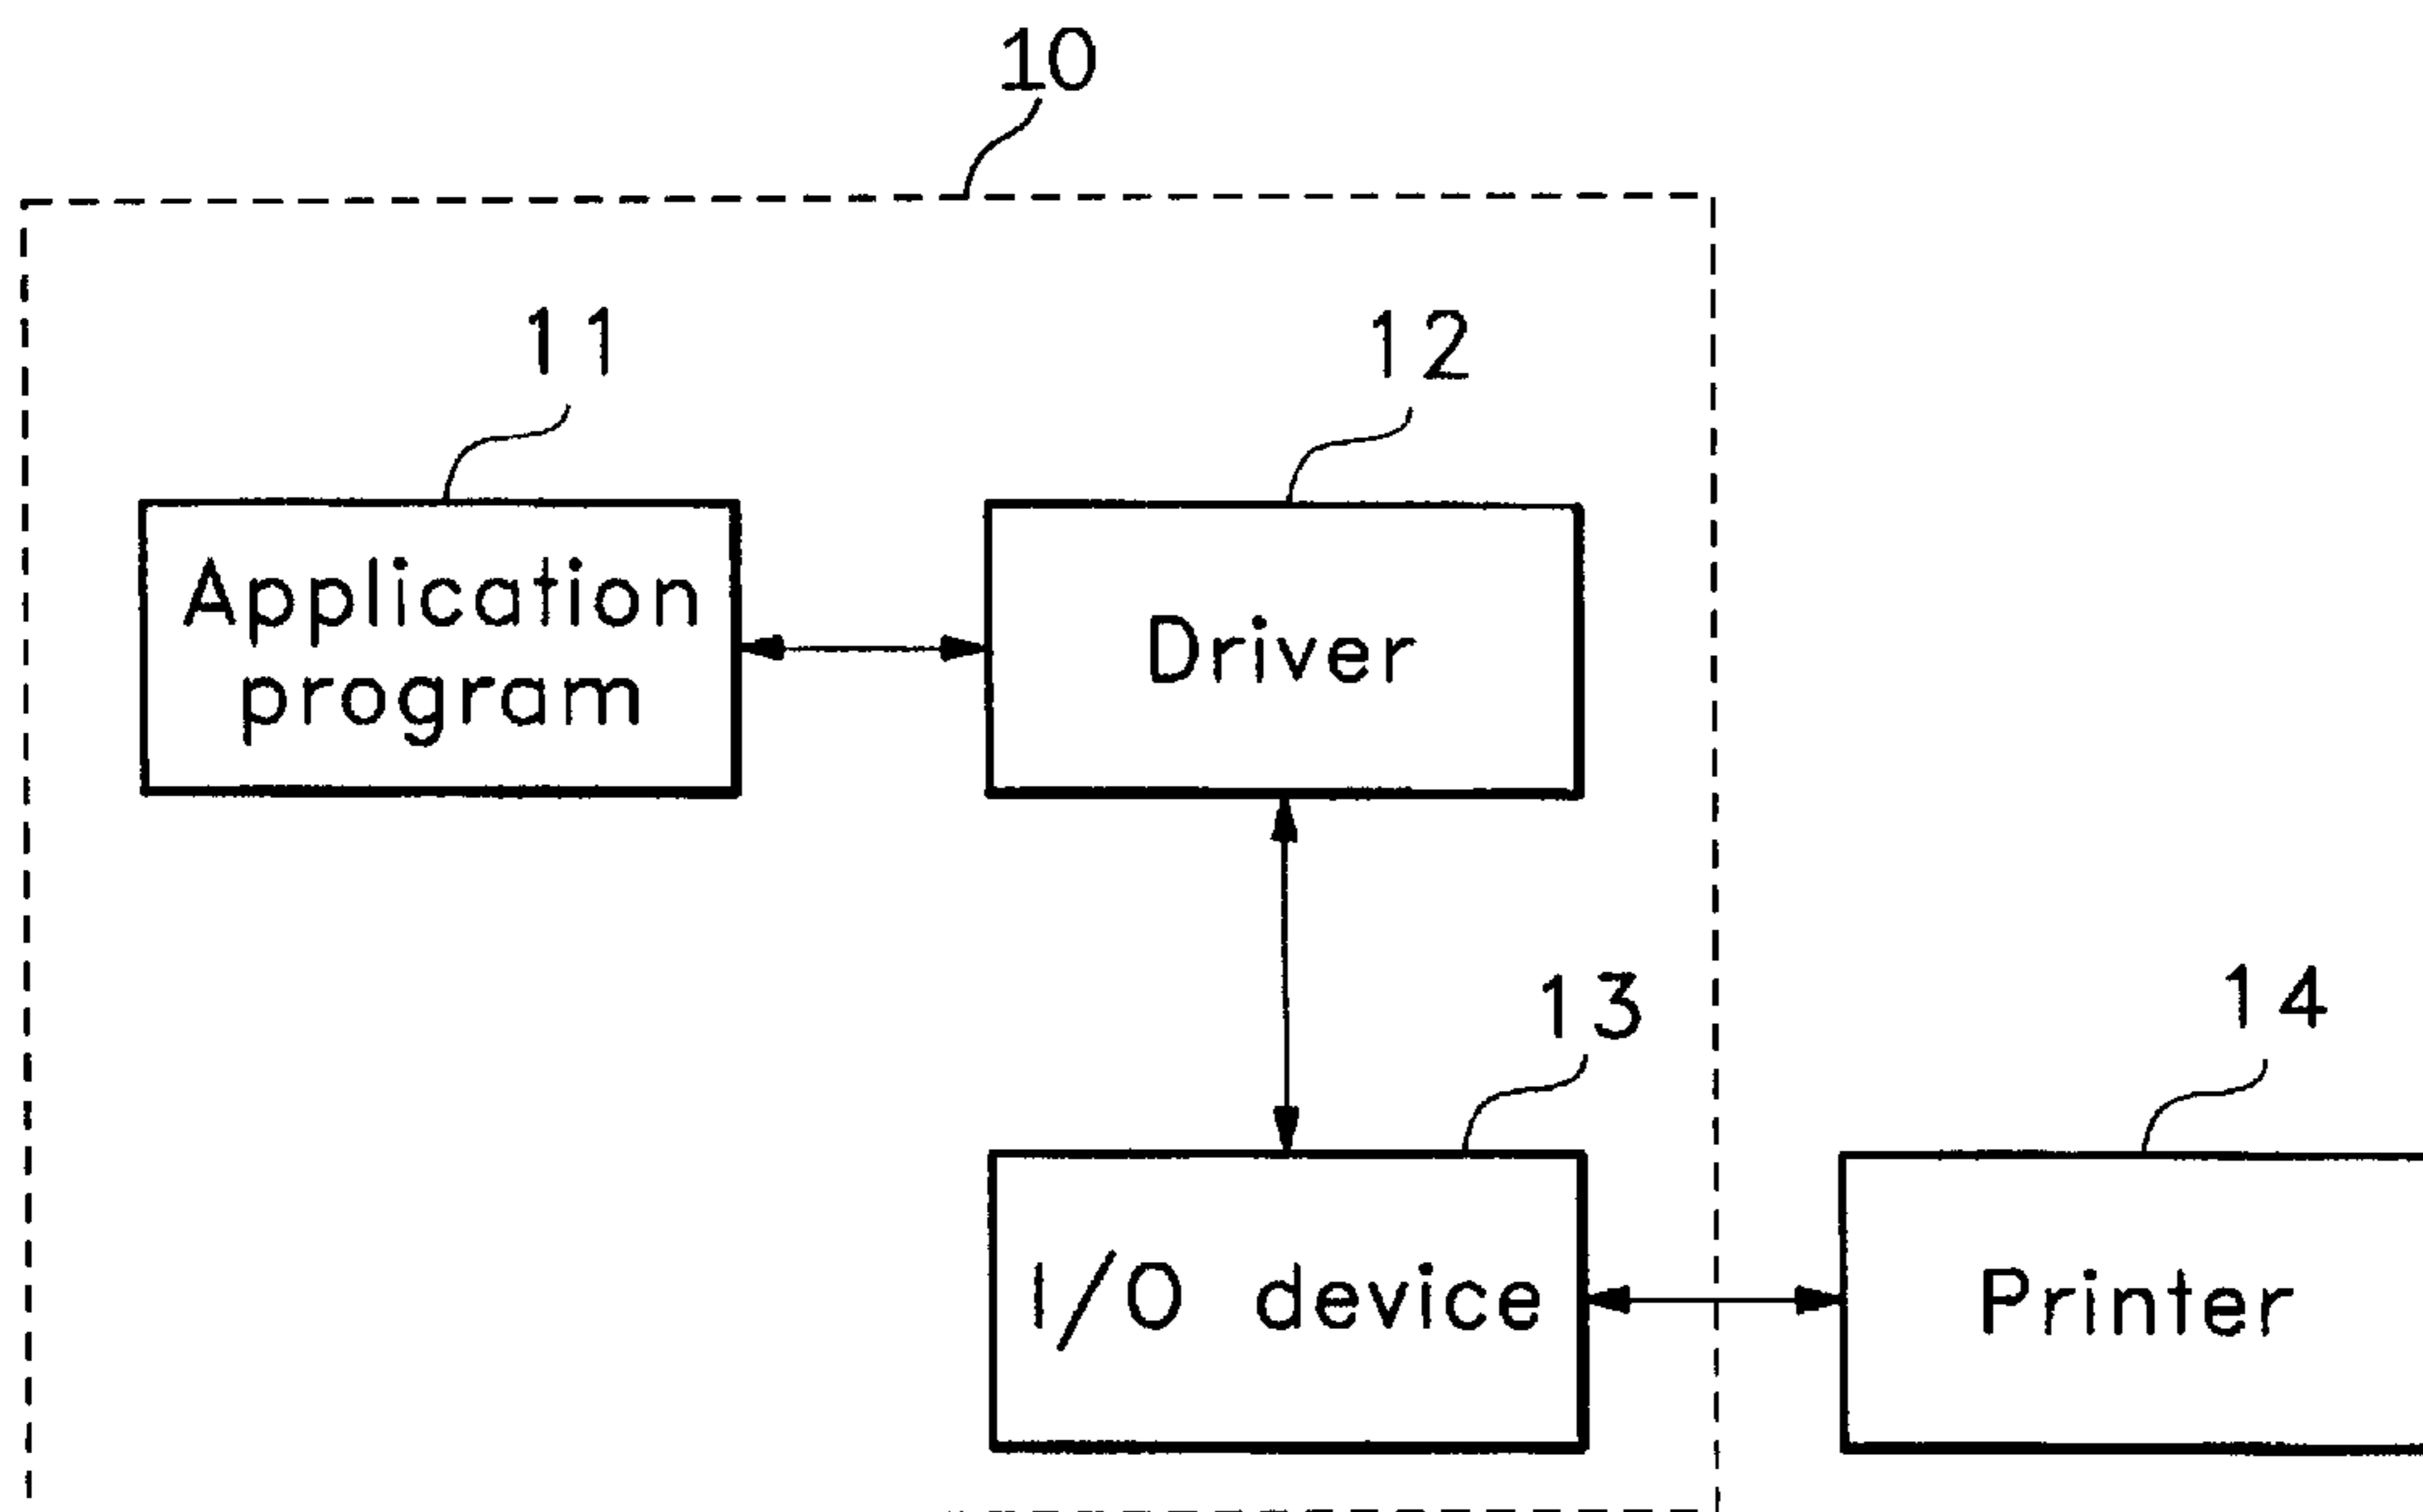 10
11
12
Application
program
Driver
13
14
I/O device
Printer